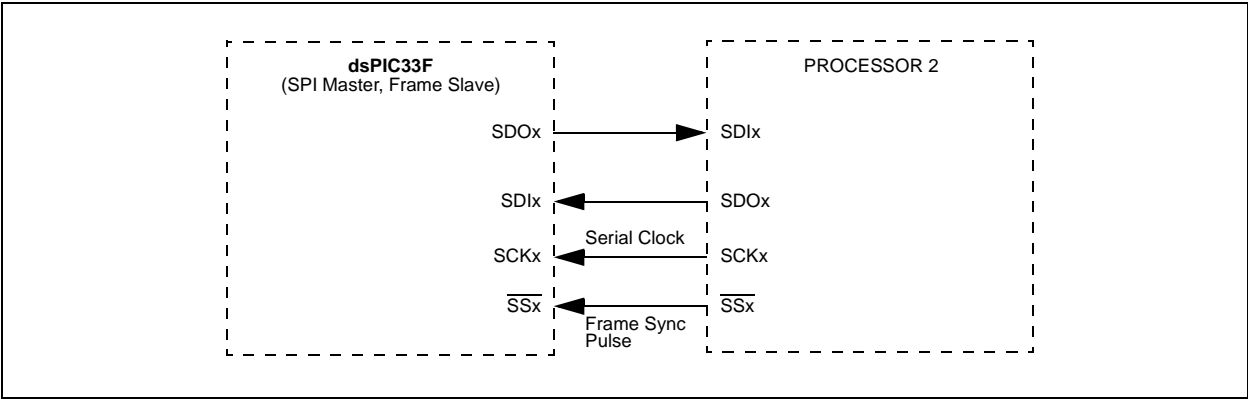 dsPIC33F
(SPI Master, Frame Slave)
PROCESSOR 2
SDOx
SDIx
SDIx
SDOx
Serial Clock
SCKx
SCKx
SSx
SSx
Frame Sync
Pulse